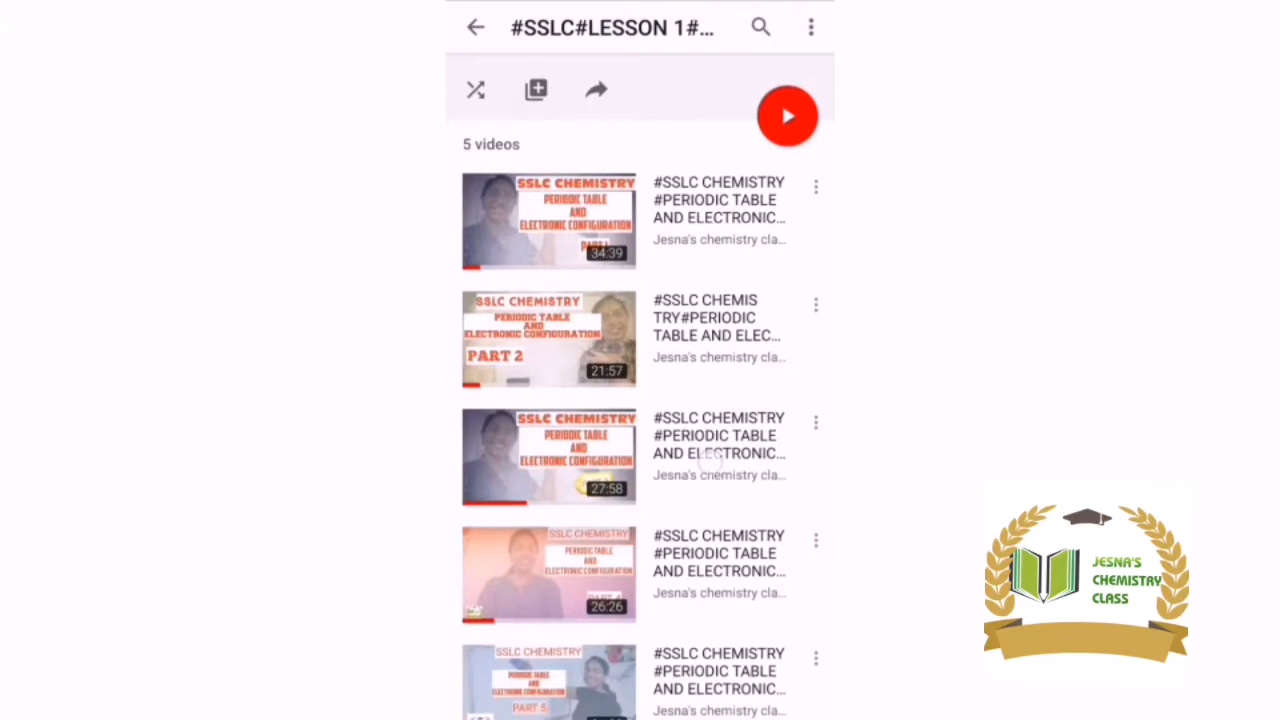 #SSLC#LESSON 1#...
5 videos
SSLC CHEMISTRY
PERIODIC TABLE
AND
ELECTRONIC CONFIGURATION
34:39
#SSLC CHEMISTRY
#PERIODIC TABLE
AND ELECTRONIC...
Jesna's chemistry cla...
SSLC CHEMISTRY
PERIODIC TABLE
AND
ELECTRONIC CONFIGURATION
PART 2
21:57
#SSLC CHEMIS
TRY#PERIODIC
TABLE AND ELEC...
Jesna's chemistry cla...
SSLC CHEMISTRY
PERIODIC TABLE
AND
ELECTRONIC CONFIGURATION
27:58
#SSLC CHEMISTRY
#PERIODIC TABLE
AND ELECTRONIC...
Jesna's chemistry cla...
SSLC CHEMISTRY
PERIODIC TABLE
AND
ELECTRONIC CONFIGURATION
26:26
#SSLC CHEMISTRY
#PERIODIC TABLE
AND ELECTRONIC...
Jesna's chemistry cla...
SSLC CHEMISTRY
PERIODIC TABLE
AND
ELECTRONIC CONFIGURATION
PART 5
#SSLC CHEMISTRY
#PERIODIC TABLE
AND ELECTRONIC...
Jesna's chemistry cla...
JESNA'S
CHEMISTRY
CLASS